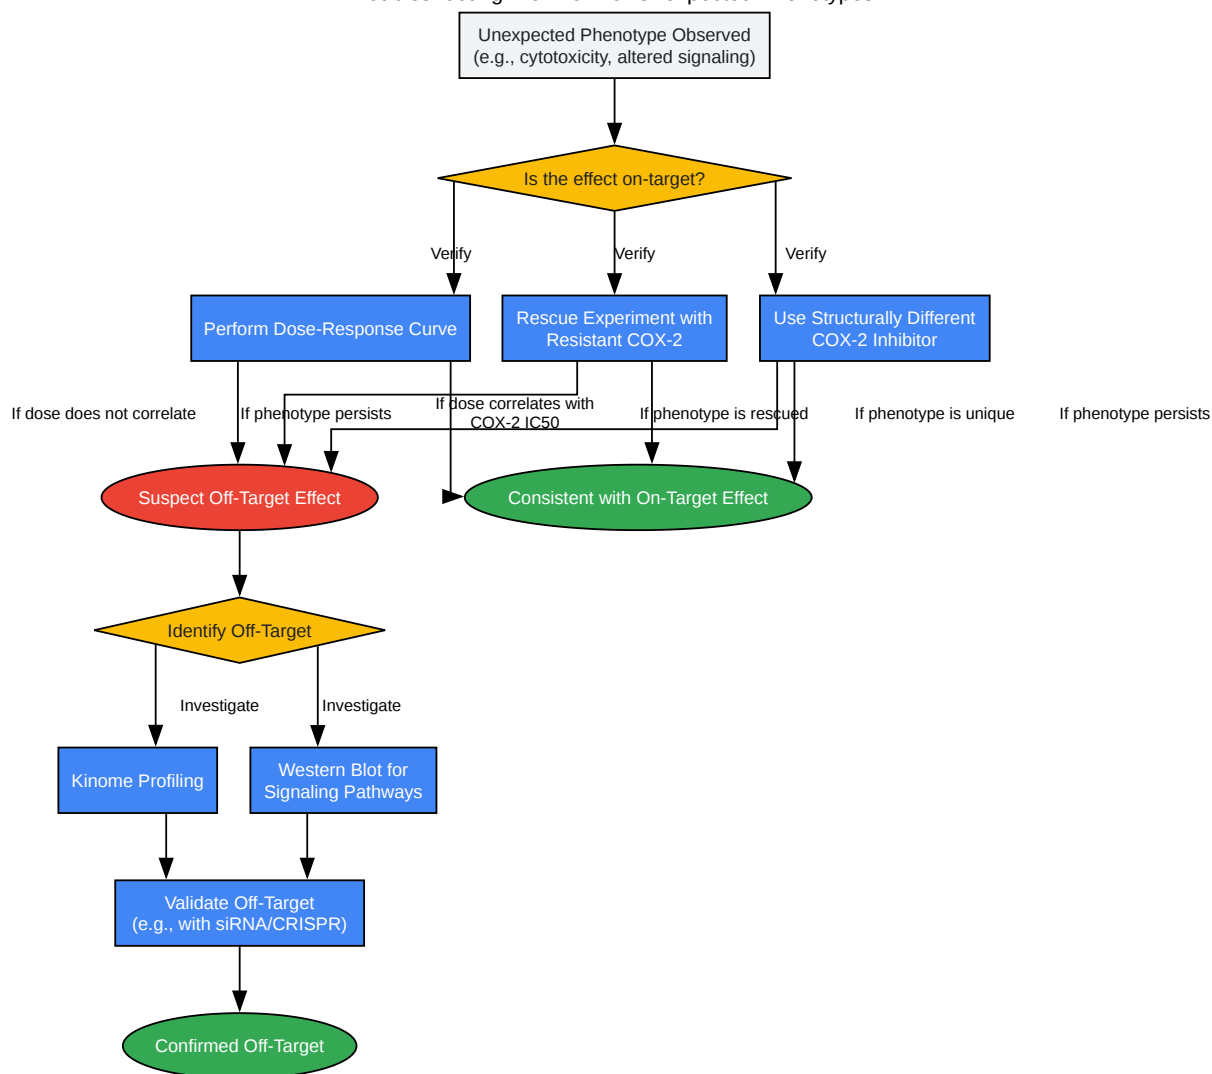 Unexpected Phenotype Observed
(e.g., cytotoxicity, altered signaling)
Is the effect on-target?
Verify
Verify
Verify
Perform Dose-Response Curve
Rescue Experiment with
Resistant COX-2
Use Structurally Different
COX-2 Inhibitor
If dose does not correlate
If phenotype persists
If dose correlates with
COX-2 IC50
If phenotype is rescued
If phenotype is unique
If phenotype persists
Suspect Off-Target Effect
Consistent with On-Target Effect
Identify Off-Target
Investigate
Investigate
Kinome Profiling
Western Blot for
Signaling Pathways
Validate Off-Target
(e.g., with siRNA/CRISPR)
Confirmed Off-Target